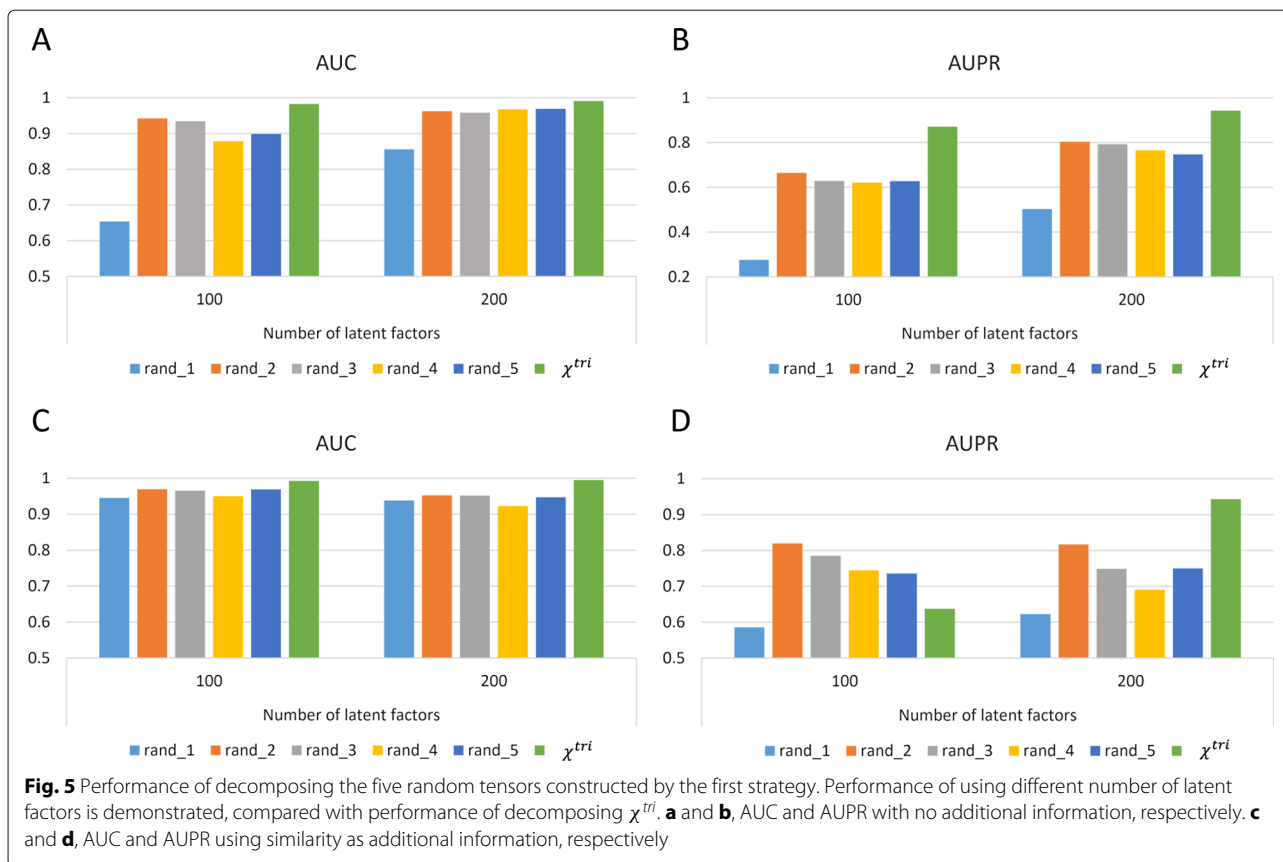 A
AUC
1
0.9
0.8
0.7
0.6
0.5
100
200
Number of latent factors
rand_1 rand_2 rand_3 rand_4 rand_5 χ^tri
B
AUPR
1
0.8
0.6
0.4
0.2
100
200
Number of latent factors
rand_1 rand_2 rand_3 rand_4 rand_5 χ^tri
C
AUC
1
0.9
0.8
0.7
0.6
0.5
100
200
Number of latent factors
rand_1 rand_2 rand_3 rand_4 rand_5 χ^tri
D
AUPR
1
0.9
0.8
0.7
0.6
0.5
100
200
Number of latent factors
rand_1 rand_2 rand_3 rand_4 rand_5 χ^tri
Fig. 5 Performance of decomposing the five random tensors constructed by the first strategy. Performance of using different number of latent
factors is demonstrated, compared with performance of decomposing χ^tri. a and b, AUC and AUPR with no additional information, respectively. c
and d, AUC and AUPR using similarity as additional information, respectively